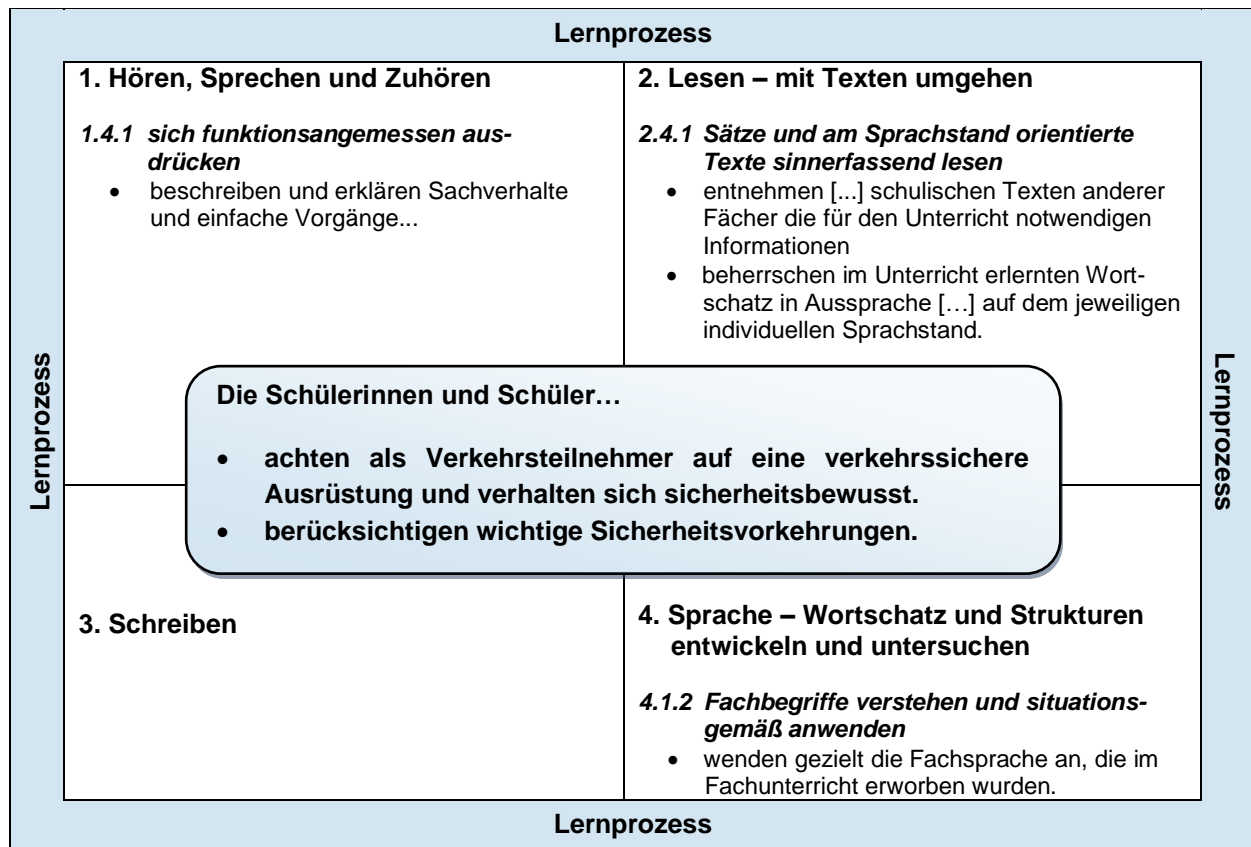 Lernprozess
Lernprozess
1. Hören, Sprechen und Zuhören
1.4.1 sich funktionsangemessen aus-
drücken
• beschreiben und erklären Sachverhalte
und einfache Vorgänge...
2. Lesen – mit Texten umgehen
2.4.1 Sätze und am Sprachstand orientierte
Texte sinnerfassend lesen
• entnehmen [...] schulischen Texten anderer
Fächer die für den Unterricht notwendigen
Informationen
• beherrschen im Unterricht erlernten Wort-
schatz in Aussprache […] auf dem jeweiligen
individuellen Sprachstand.
Lernprozess
Die Schülerinnen und Schüler…
• achten als Verkehrsteilnehmer auf eine verkehrssichere
Ausrüstung und verhalten sich sicherheitsbewusst.
• berücksichtigen wichtige Sicherheitsvorkehrungen.
3. Schreiben
4. Sprache – Wortschatz und Strukturen
entwickeln und untersuchen
4.1.2 Fachbegriffe verstehen und situations-
gemäß anwenden
• wenden gezielt die Fachsprache an, die im
Fachunterricht erworben wurden.
Lernprozess